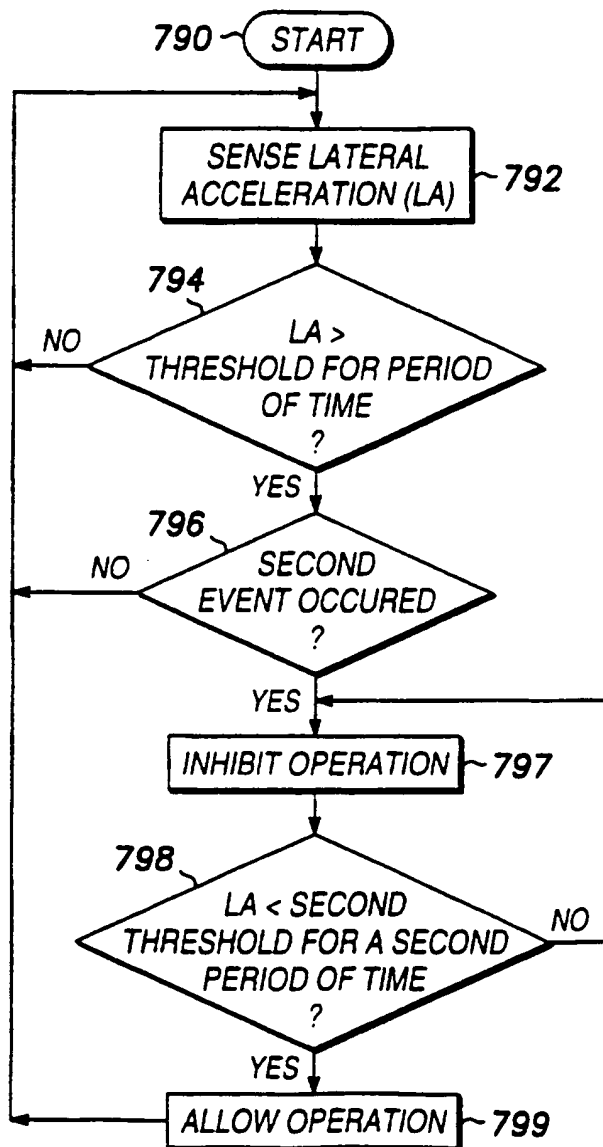 790
START
SENSE LATERAL
ACCELERATION (LA)
792
794
LA >
THRESHOLD FOR PERIOD
OF TIME
?
NO
YES
796
SECOND
EVENT OCCURED
?
NO
YES
INHIBIT OPERATION
797
798
LA < SECOND
THRESHOLD FOR A SECOND
PERIOD OF TIME
?
NO
YES
ALLOW OPERATION
799